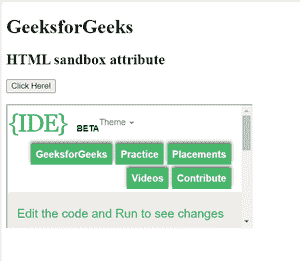 GeeksforGeeks
HTML sandbox attribute
Click Here!
{IDE} BETA Theme
GeeksforGeeks Practice Placements
Videos Contribute
Edit the code and Run to see changes